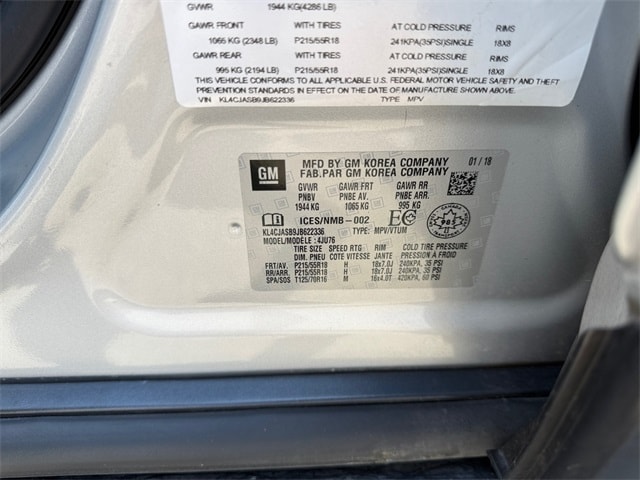 GVWR 1944 KG(4286 LB)
GAWR FRONT WITH TIRES AT COLD PRESSURE RIMS
1065 KG (2348 LB) P215/55R18 241KPA(35PSI)SINGLE 18X8
GAWR REAR WITH TIRES AT COLD PRESSURE RIMS
995 KG (2194 LB) P215/55R18 241KPA(35PSI)SINGLE 18X8
THIS VEHICLE CONFORMS TO ALL APPLICABLE U.S. FEDERAL MOTOR VEHICLE SAFETY AND THEFT
PREVENTION STANDARDS IN EFFECT ON THE DATE OF MANUFACTURE SHOWN ABOVE.
VIN KL4CJASB9JB622336 TYPE MPV
GM MFD BY GM KOREA COMPANY 01/18
FAB.PAR GM KOREA COMPANY
GVWR GAWR FRT GAWR RR
PNBV PNBE AV. PNBE ARR.
1944 KG 1065 KG 995 KG
ICES/NMB-002
KL4CJASB9JB622336 TYPE: MPV/VTUM
MODEL/MODÈLE: 4JU76
TIRE SIZE SPEED RTG RIM COLD TIRE PRESSURE
DIM. PNEU COTE VITESSE JANTE PRESSION A FROID
FRT/AV. P215/55R18 H 18x7.0J 240KPA, 35 PSI
RR/ARR. P215/55R18 H 18x7.0J 240KPA, 35 PSI
SPA/SOS T125/70R16 M 16x4.0T 420KPA, 60 PSI